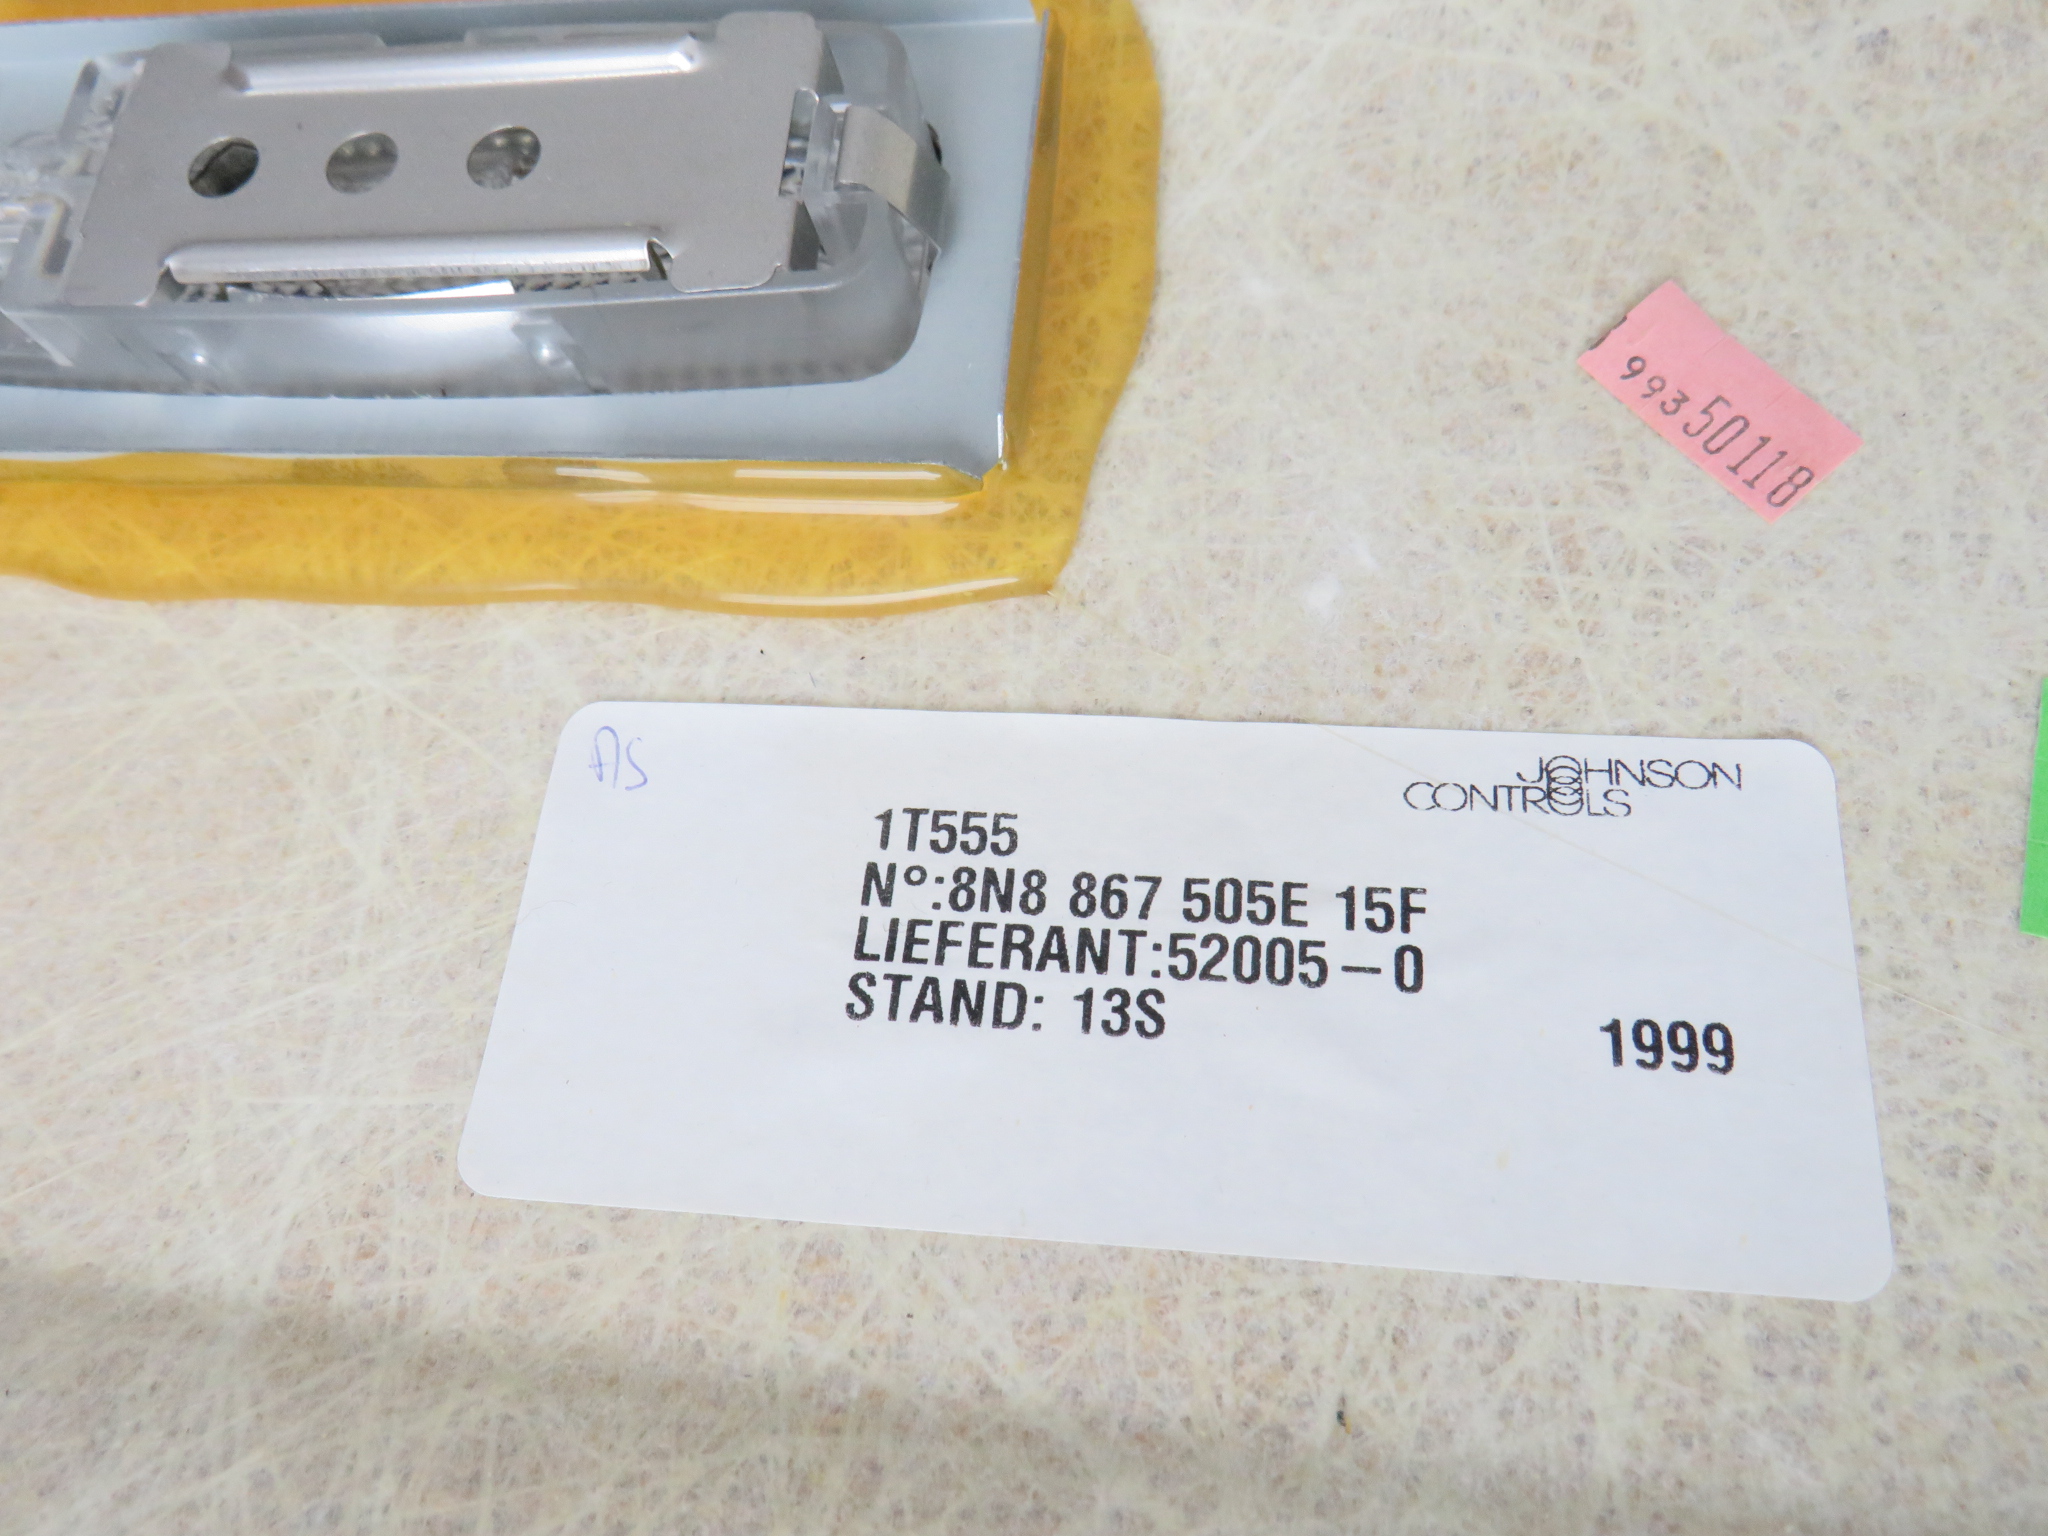 99350118
AS
JOHNSON
CONTROLS
1T555
N°:8N8 867 505E 15F
LIEFERANT:52005-0
STAND: 13S
1999